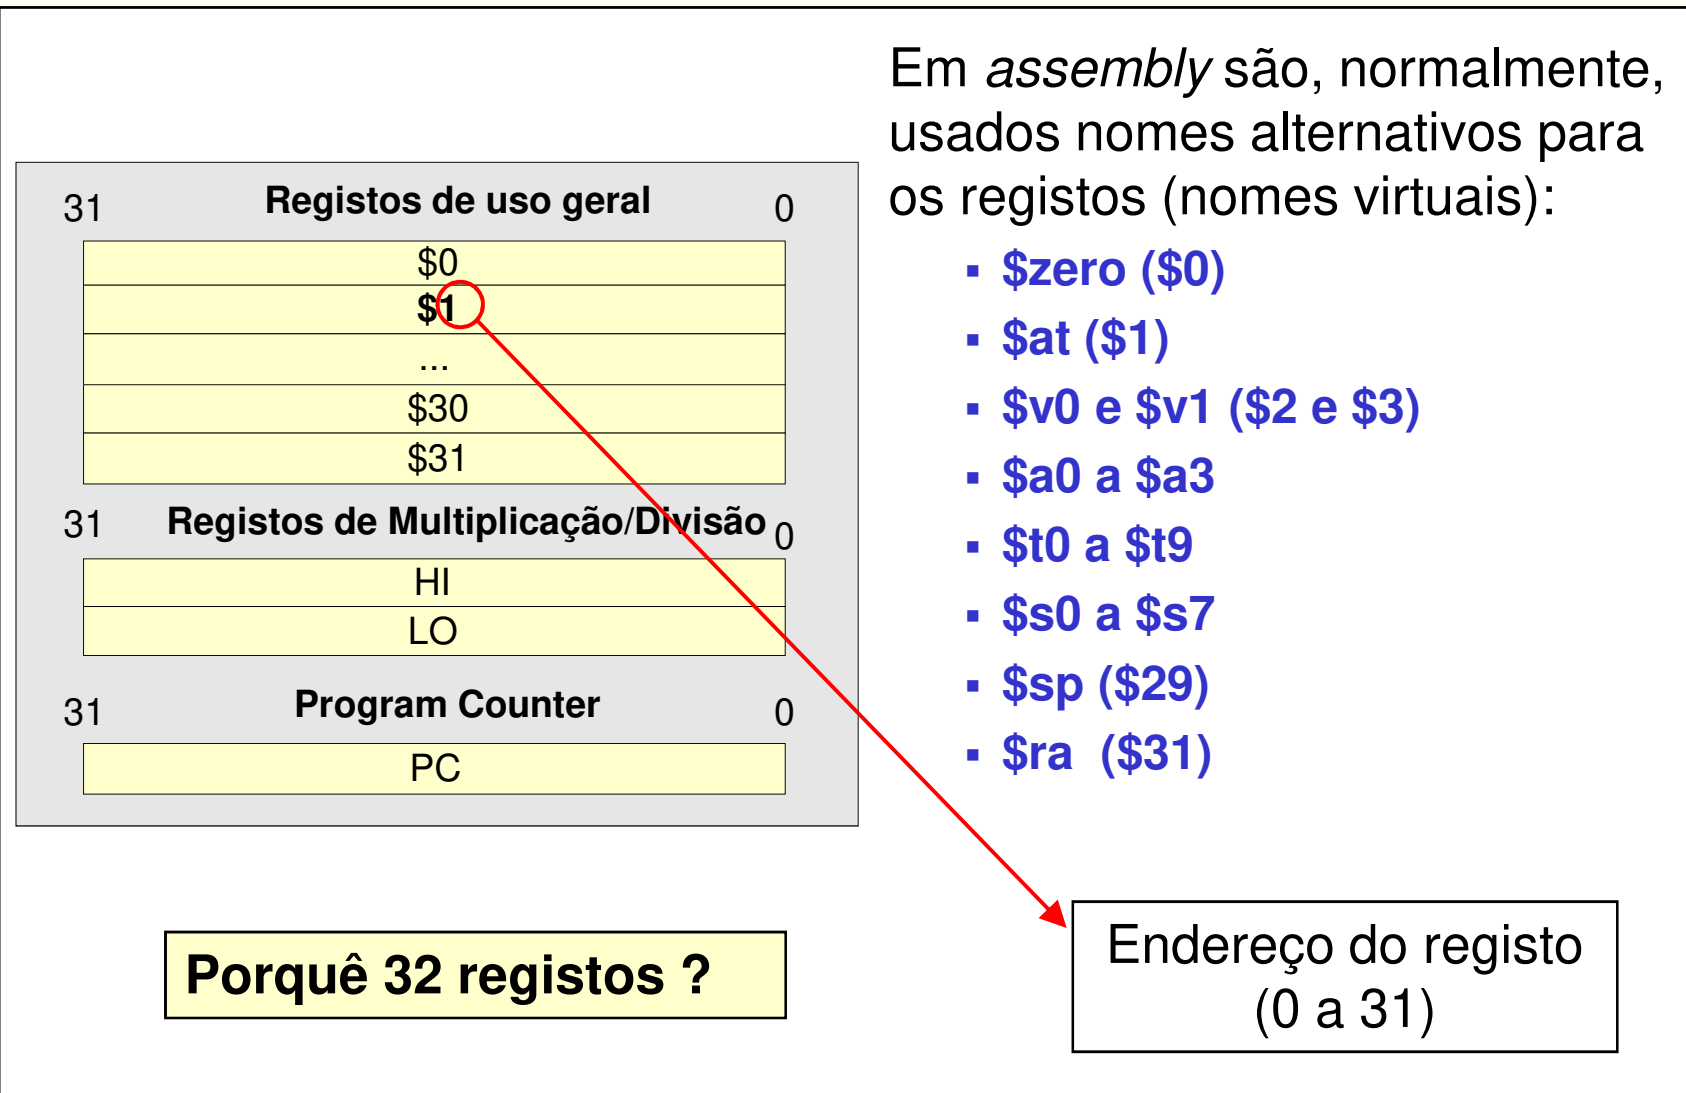 Em assembly são, normalmente,
usados nomes alternativos para
os registos (nomes virtuais):
▪ $zero ($0)
▪ $at ($1)
▪ $v0 e $v1 ($2 e $3)
▪ $a0 a $a3
▪ $t0 a $t9
▪ $s0 a $s7
▪ $sp ($29)
▪ $ra ($31)
31 Registos de uso geral 0
$0
$1
...
$30
$31
31 Registos de Multiplicação/Divisão 0
HI
LO
31 Program Counter 0
PC
Porquê 32 registos ?
Endereço do registo
(0 a 31)